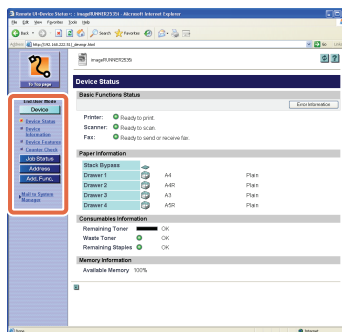 Remote UI<Device Status>: imageRUNNER2535i - Microsoft Internet Explorer
File Edit View Favorites Tools Help
Back Search Favorites
Address Go Links
imageRUNNER2535i
To Top page
Device Status
End-User Mode
Device
Device Status
Device Information
Device Features
Counter Check
Job Status
Address
Add. Func.
Mail to System Manager
Basic Functions Status
Error Information
Printer: Ready to print.
Scanner: Ready to scan.
Fax: Ready to send or receive fax.
Paper Information
Stack Bypass
Drawer 1 A4 Plain
Drawer 2 A4R Plain
Drawer 3 A3 Plain
Drawer 4 A5R Plain
Consumables Information
Remaining Toner OK
Waste Toner OK
Remaining Staples OK
Memory Information
Available Memory 100%
Done Internet